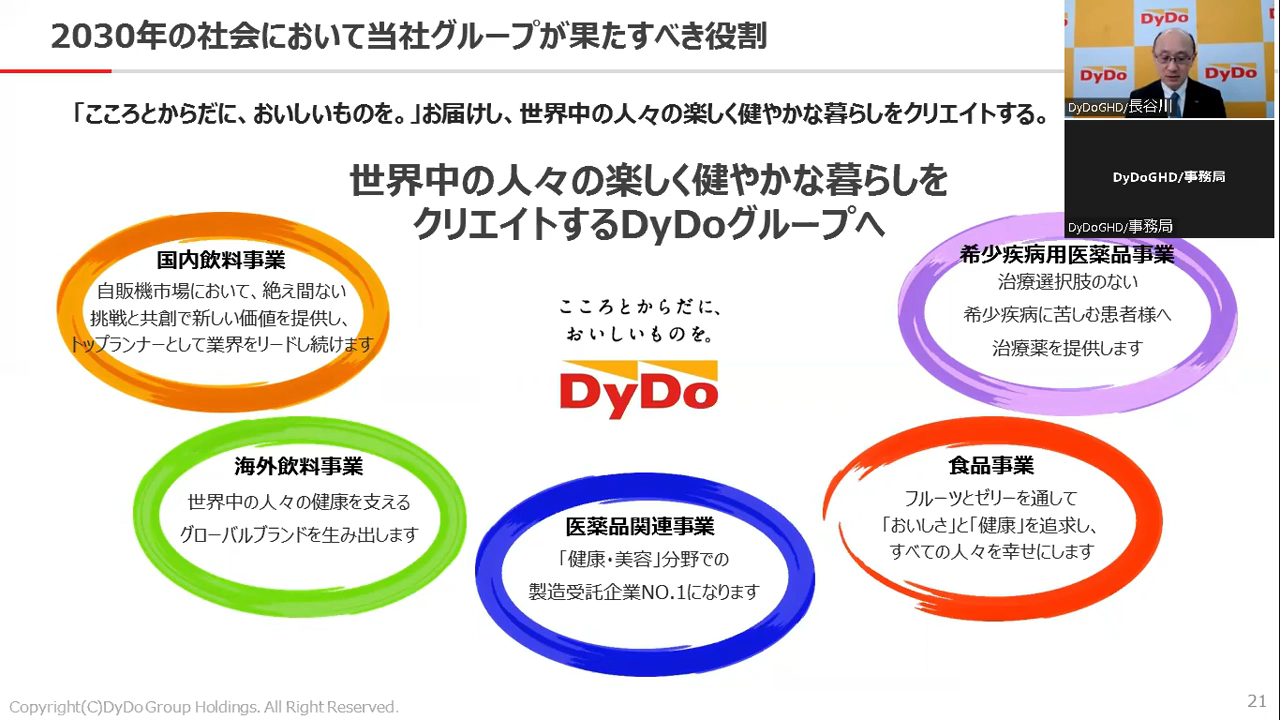 2030年の社会において当社グループが果たすべき役割
「こころとからだに、おいしいものを。」お届けし、世界中の人々の楽しく健やかな暮らしをクリエイトする。
DyDo
DyDo
DyDo
DyDoGHD/長谷川
DyDoGHD/事務局
DyDoGHD/事務局
世界中の人々の楽しく健やかな暮らしを
クリエイトするDyDoグループへ
国内飲料事業
自販機市場において、絶え間ない
挑戦と共創で新しい価値を提供し、
トップランナーとして業界をリードし続けます
こころとからだに、
おいしいものを。
DyDo
希少疾病用医薬品事業
治療選択肢のない
希少疾病に苦しむ患者様へ
治療薬を提供します
海外飲料事業
世界中の人々の健康を支える
グローバルブランドを生み出します
医薬品関連事業
「健康・美容」分野での
製造受託企業NO.1になります
食品事業
フルーツとゼリーを通して
「おいしさ」と「健康」を追求し、
すべての人々を幸せにします
Copyright(C)DyDo Group Holdings. All Right Reserved.
21